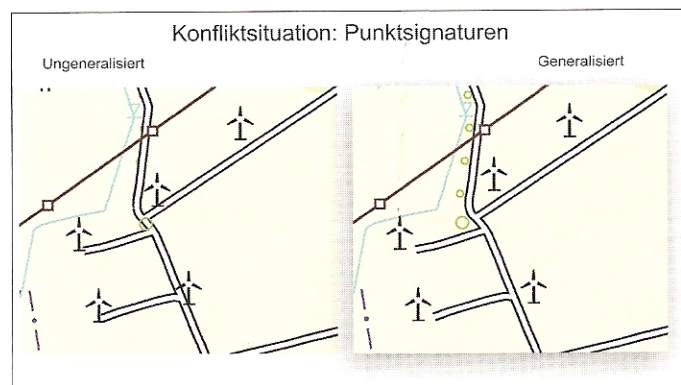 Konfliktsituation: Punktsignaturen
Ungeneralisiert
Generalisiert